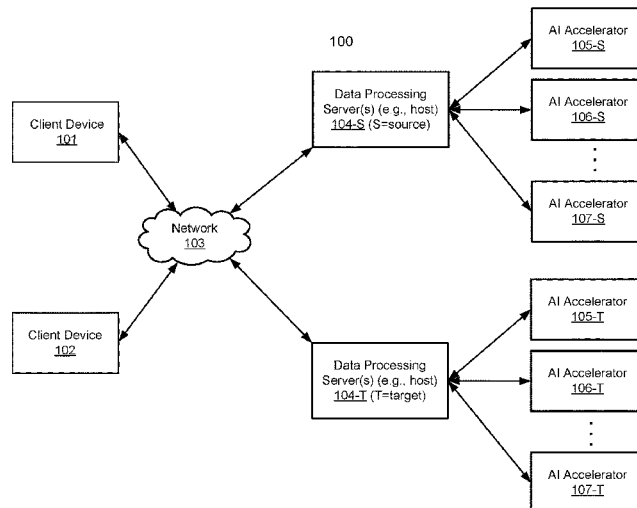 100
Client Device
101
Client Device
102
Network
103
Data Processing
Server(s) (e.g., host)
104-S (S=source)
Data Processing
Server(s) (e.g., host)
104-T (T=target)
AI Accelerator
105-S
AI Accelerator
106-S
AI Accelerator
107-S
AI Accelerator
105-T
AI Accelerator
106-T
AI Accelerator
107-T